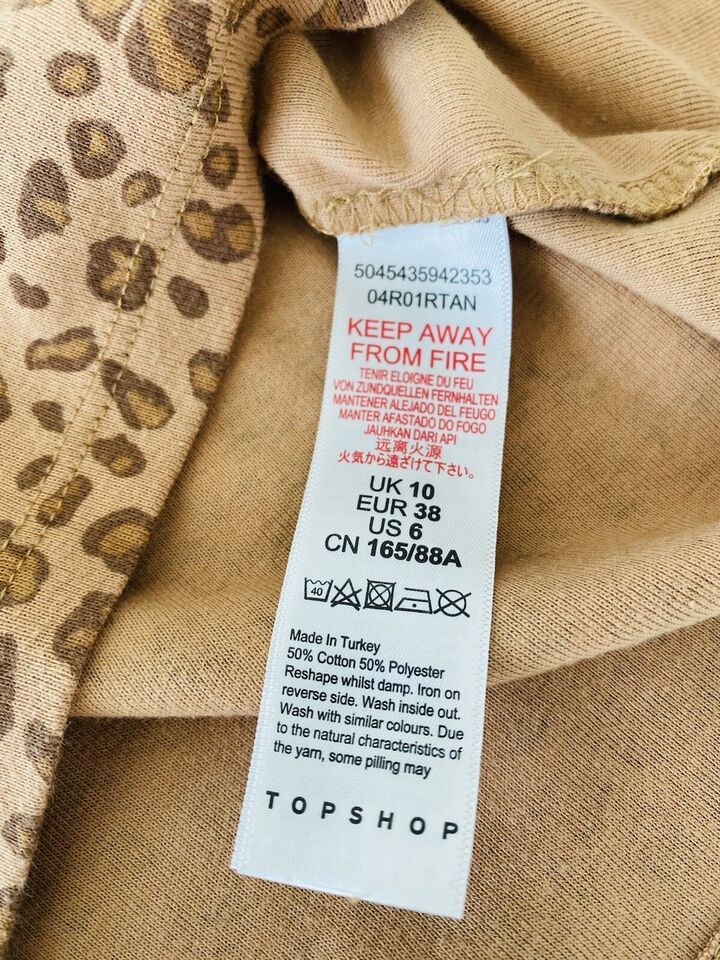 5045435942353
04R01RTAN
KEEP AWAY
FROM FIRE
TENIR ELOIGNE DU FEU
VON ZUNDQUELLEN FERNHALTEN
MANTENER ALEJADO DEL FEUGO
MANTER AFASTADO DO FOGO
JAUHKAN DARI API
远离火源
火気から遠ざけて下さい。
UK 10
EUR 38
US 6
CN 165/88A
40
Made In Turkey
50% Cotton 50% Polyester
Reshape whilst damp. Iron on
reverse side. Wash inside out.
Wash with similar colours. Due
to the natural characteristics of
the yarn, some pilling may
TOPSHOP